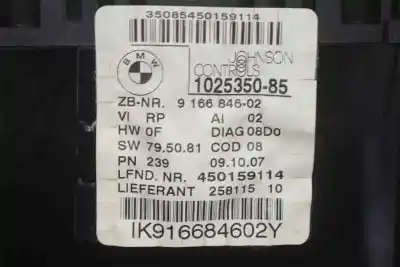 35085450159114
BMW
JOHNSON
CONTROLS
1025350-85
ZB-NR. 9 166 846-02
VI RP AI 02
HW 0F DIAG 08D0
SW 79.50.81 COD 08
PN 239 09.10.07
LFND. NR. 450159114
LIEFERANT 258115 10
IK916684602Y